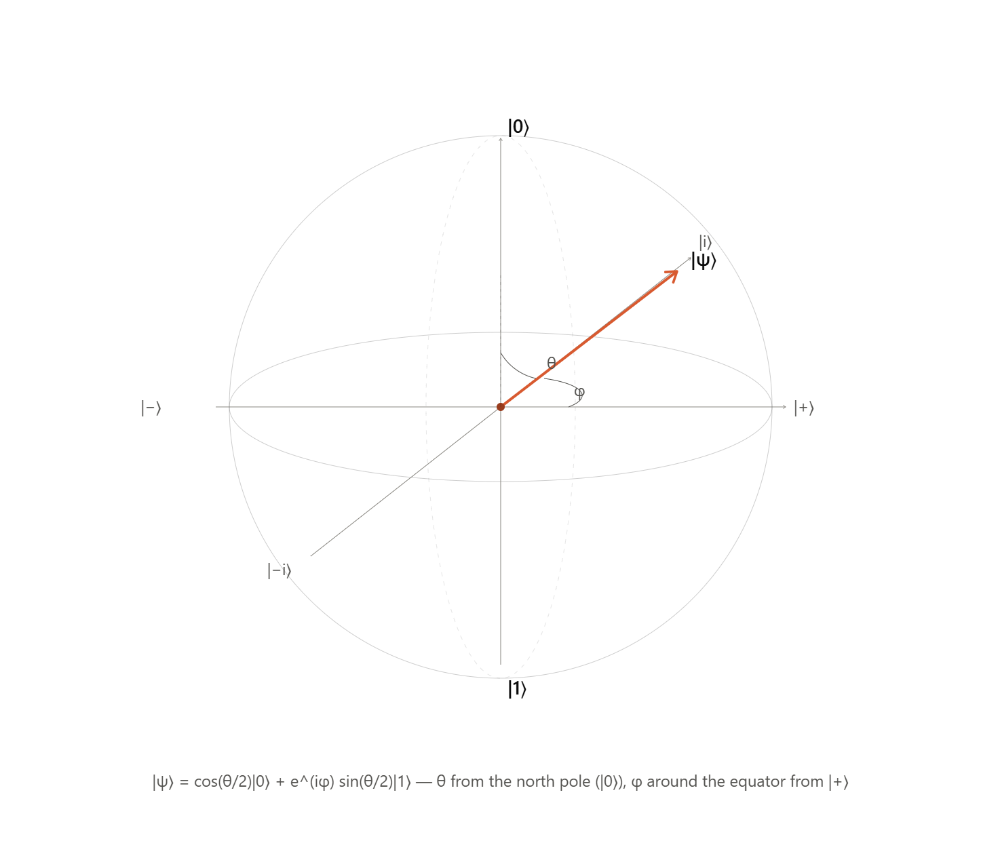 |0⟩
|i⟩
|ψ⟩
θ
φ
|−⟩
|+⟩
|−i⟩
|1⟩
|ψ⟩ = cos(θ/2)|0⟩ + e^(iφ) sin(θ/2)|1⟩ — θ from the north pole (|0⟩), φ around the equator from |+⟩